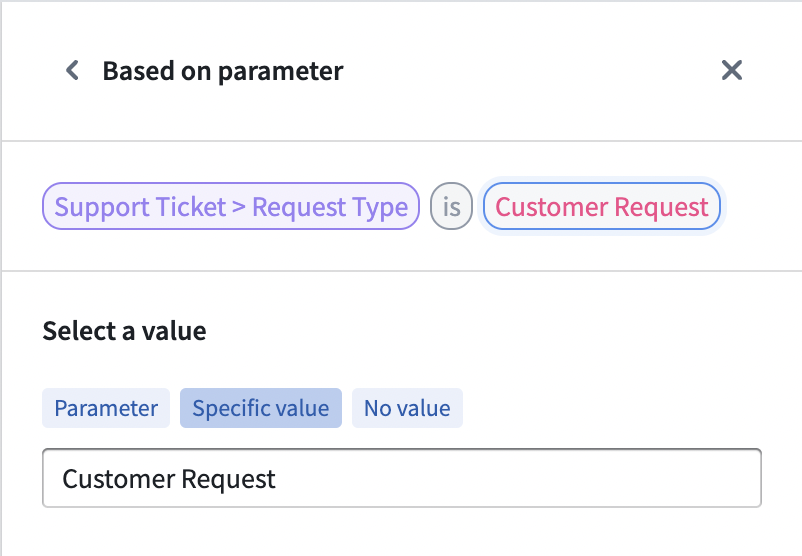 Based on parameter
Support Ticket > Request Type is Customer Request
Select a value
Parameter Specific value No value
Customer Request